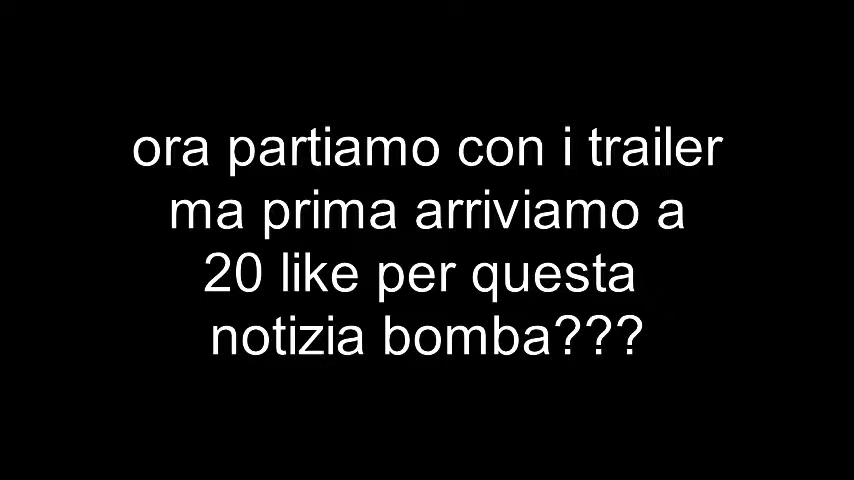 ora partiamo con i trailer
ma prima arriviamo a
20 like per questa
notizia bomba???